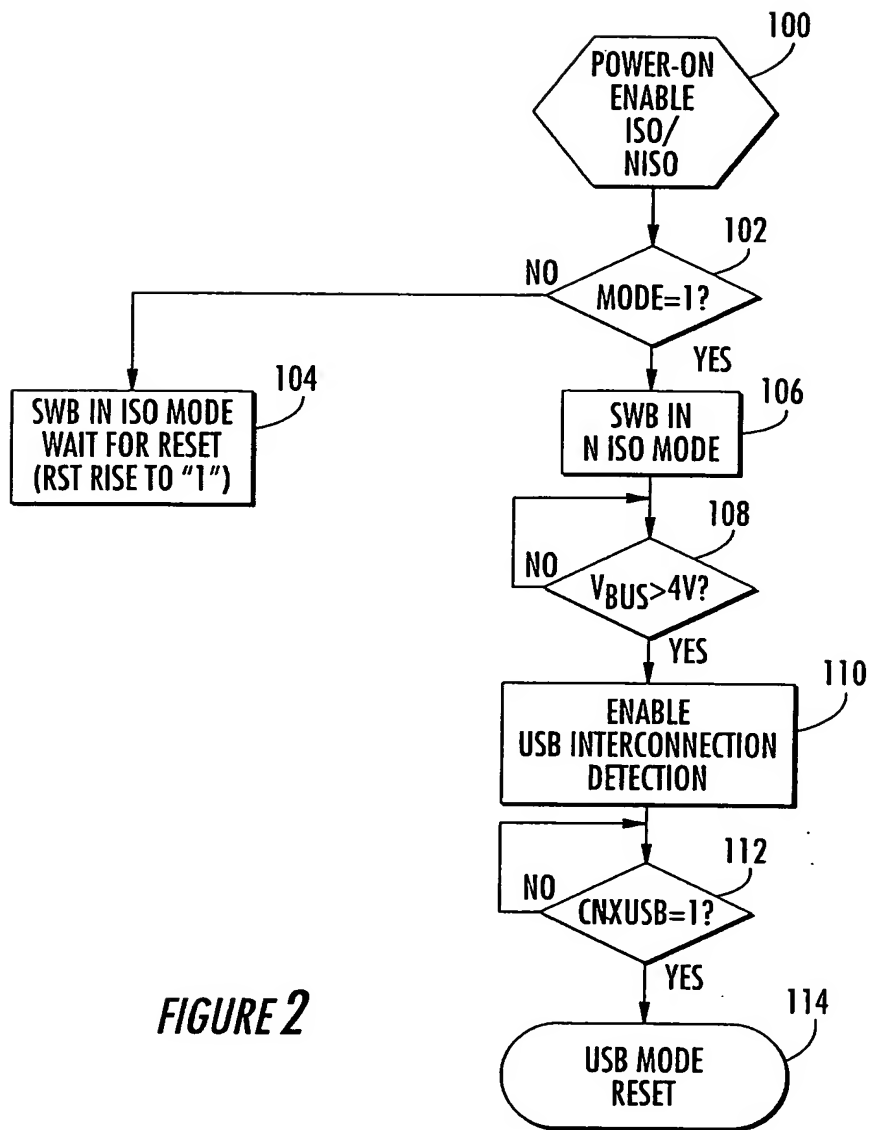 100
POWER-ON
ENABLE
ISO/
NISO
102
NO
MODE=1?
YES
104
SWB IN ISO MODE
WAIT FOR RESET
(RST RISE TO "1")
106
SWB IN
N ISO MODE
108
NO
VBUS>4V?
YES
110
ENABLE
USB INTERCONNECTION
DETECTION
112
NO
CNXUSB=1?
YES
FIGURE 2
114
USB MODE
RESET